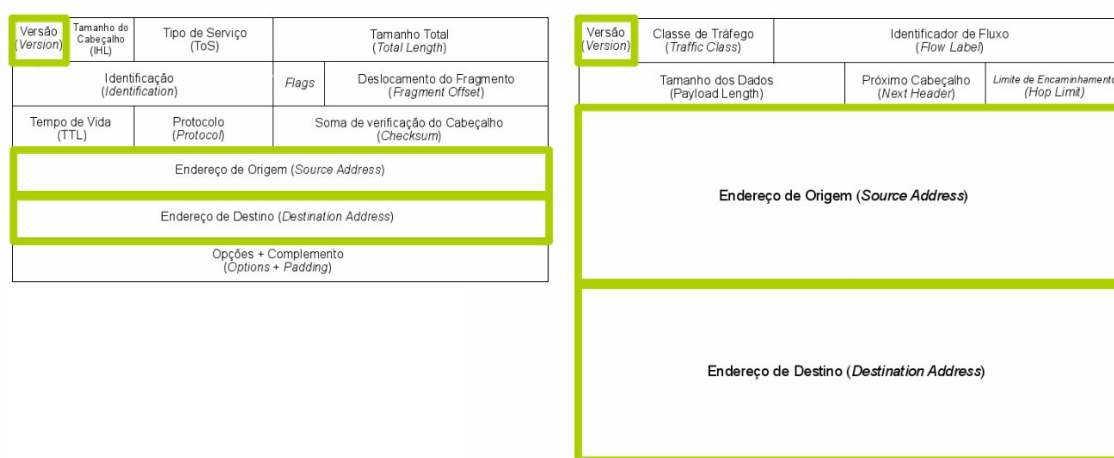 Versão
(Version)
Tamanho do
Cabeçalho
(IHL)
Tipo de Serviço
(ToS)
Tamanho Total
(Total Length)
Identificação
(Identification)
Flags
Deslocamento do Fragmento
(Fragment Offset)
Tempo de Vida
(TTL)
Protocolo
(Protocol)
Soma de verificação do Cabeçalho
(Checksum)
Endereço de Origem (Source Address)
Endereço de Destino (Destination Address)
Opções + Complemento
(Options + Padding)
Versão
(Version)
Classe de Tráfego
(Traffic Class)
Identificador de Fluxo
(Flow Label)
Tamanho dos Dados
(Payload Length)
Próximo Cabeçalho
(Next Header)
Limite de Encaminhamento
(Hop Limit)
Endereço de Origem (Source Address)
Endereço de Destino (Destination Address)